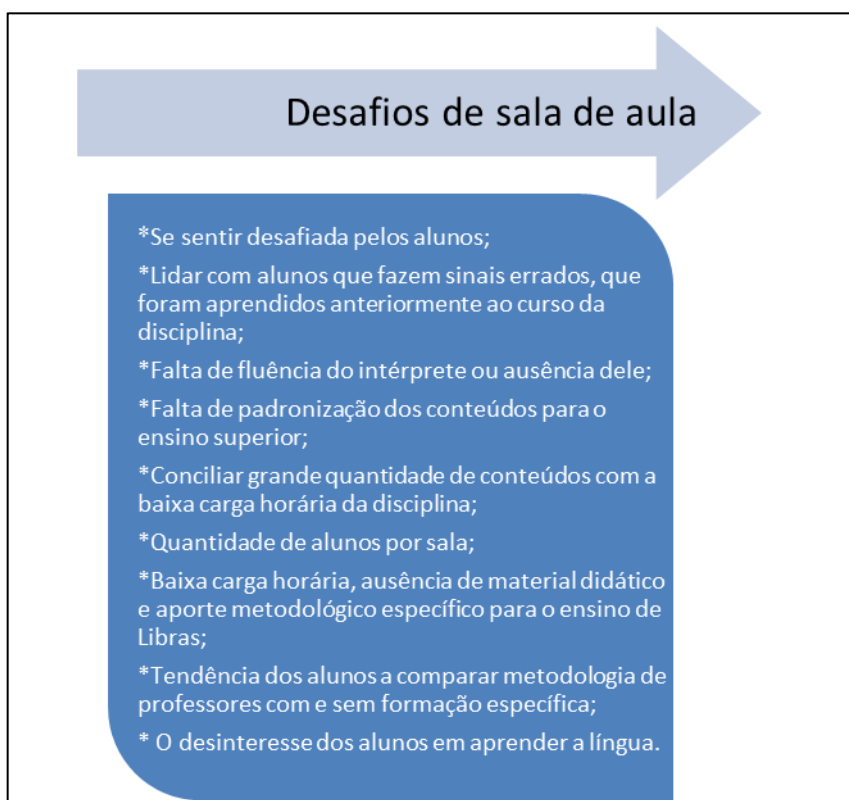 Desafios de sala de aula
*Se sentir desafiada pelos alunos;
*Lidar com alunos que fazem sinais errados, que
foram aprendidos anteriormente ao curso da
disciplina;
*Falta de fluência do intérprete ou ausência dele;
*Falta de padronização dos conteúdos para o
ensino superior;
*Conciliar grande quantidade de conteúdos com a
baixa carga horária da disciplina;
*Quantidade de alunos por sala;
*Baixa carga horária, ausência de material didático
e aporte metodológico específico para o ensino de
Libras;
*Tendência dos alunos a comparar metodologia de
professores com e sem formação específica;
* O desinteresse dos alunos em aprender a língua.